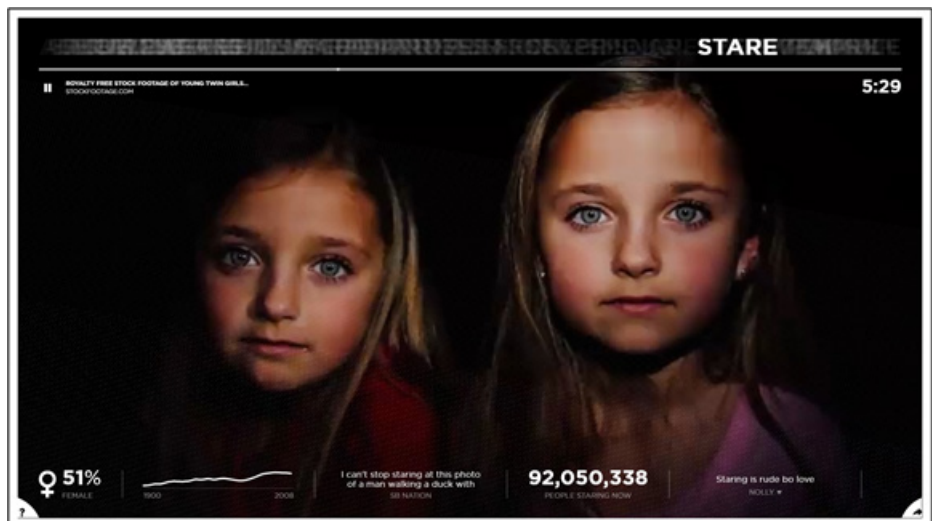 STARE
ROYALTY FREE STOCK FOOTAGE OF YOUNG TWIN GIRLS...
STOCKFOOTAGE.COM
5:29
51%
FEMALE
1900
2008
I can't stop staring at this photo
of a man walking a duck with
SB NATION
92,050,338
PEOPLE STARING NOW
Staring is rude bo love
NOLLY ♥
?